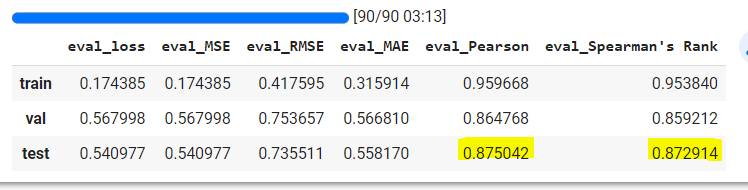 [90/90 03:13]
eval_loss eval_MSE eval_RMSE eval_MAE eval_Pearson eval_Spearman's Rank
train 0.174385 0.174385 0.417595 0.315914 0.959668 0.953840
val 0.567998 0.567998 0.753657 0.566810 0.864768 0.859212
test 0.540977 0.540977 0.735511 0.558170 0.875042 0.872914